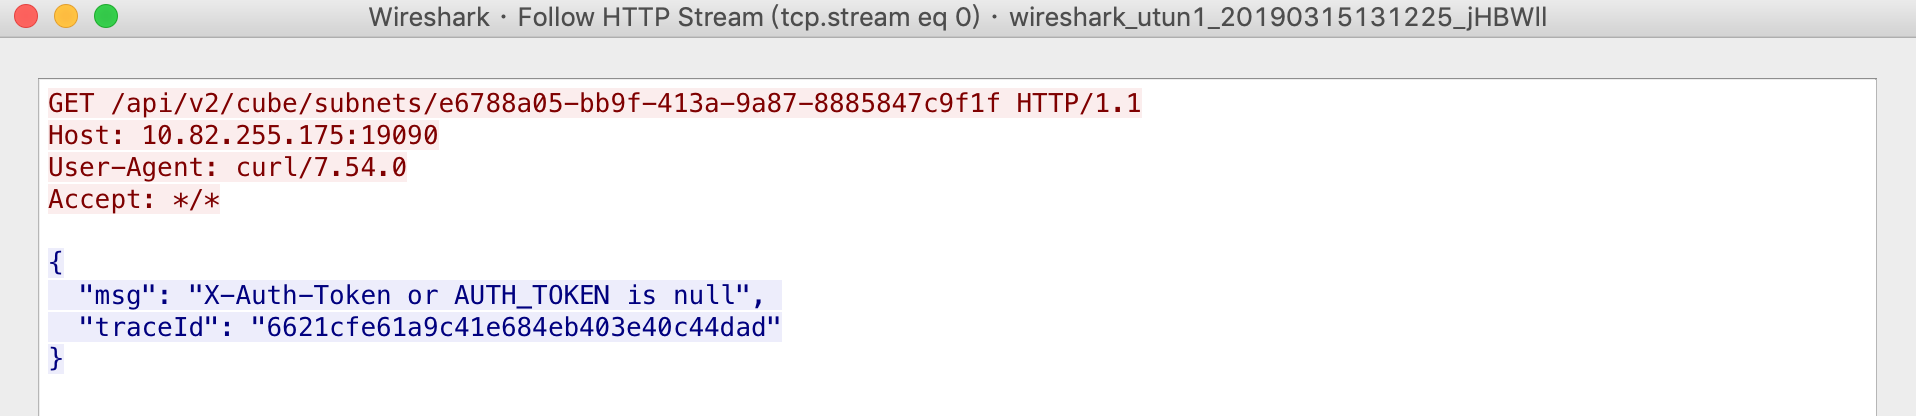 Wireshark · Follow HTTP Stream (tcp.stream eq 0) · wireshark_utun1_20190315131225_jHBWll
GET /api/v2/cube/subnets/e6788a05-bb9f-413a-9a87-8885847c9f1f HTTP/1.1
Host: 10.82.255.175:19090
User-Agent: curl/7.54.0
Accept: */*
{
  "msg": "X-Auth-Token or AUTH_TOKEN is null",
  "traceId": "6621cfe61a9c41e684eb403e40c44dad"
}